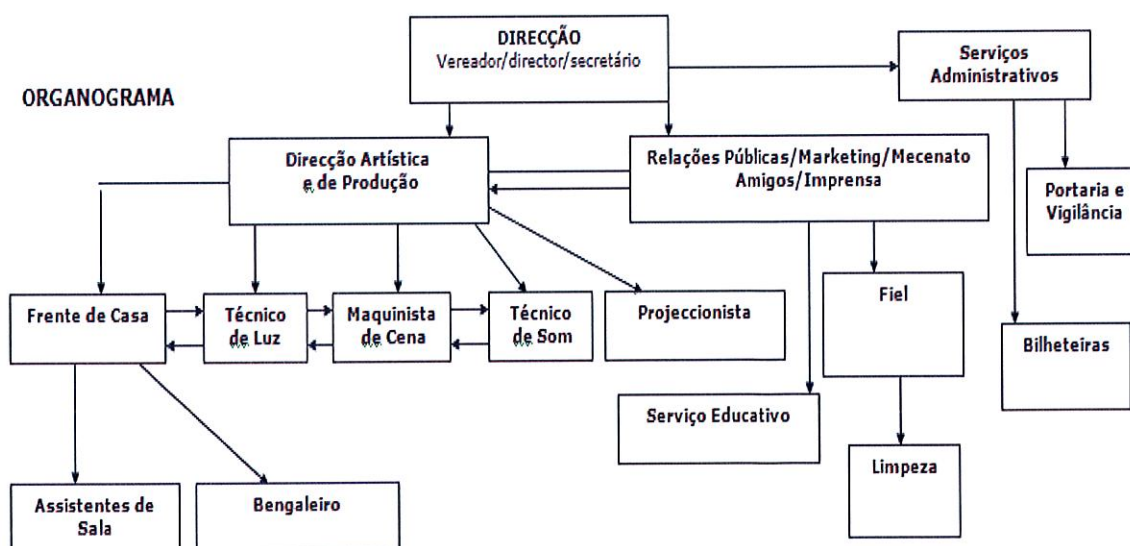 DIRECÇÃO
Vereador/director/secretário
Serviços
Administrativos
ORGANOGRAMA
Direcção Artística
e de Produção
Relações Públicas/Marketing/Mecenato
Amigos/Imprensa
Portaria e
Vigilância
Frente de Casa
Técnico
de Luz
Maquinista
de Cena
Técnico
de Som
Projeccionista
Fiel
Bilheteiras
Serviço Educativo
Limpeza
Assistentes de
Sala
Bengaleiro